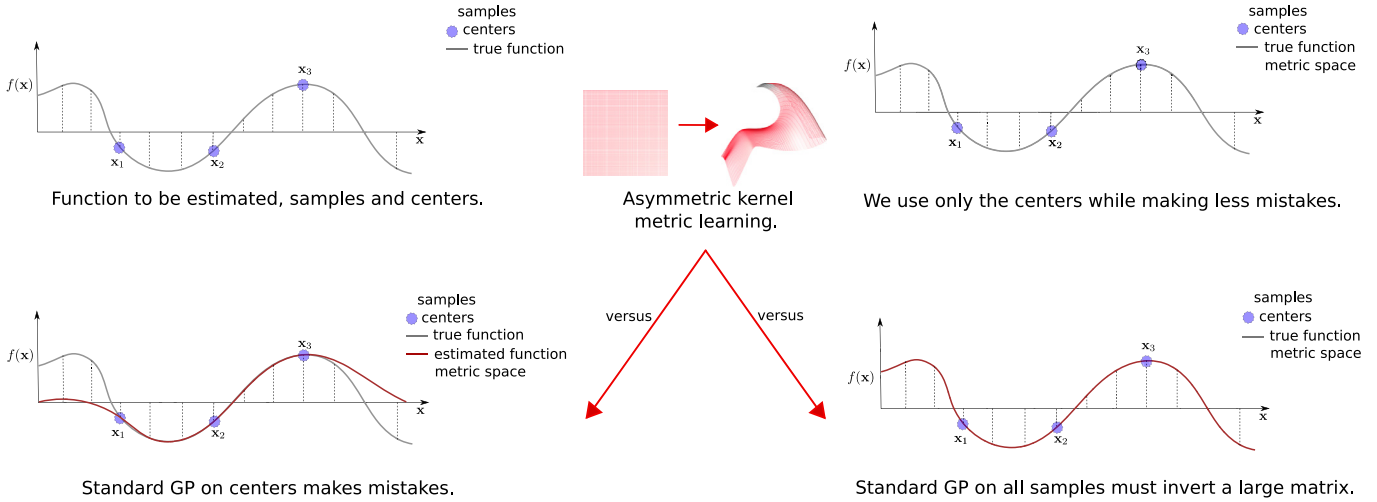 samples
centers
true function
f(x)
x₃
x
x₁
x₂
Function to be estimated, samples and centers.
Asymmetric kernel
metric learning.
samples
centers
true function
metric space
x₃
f(x)
x
x₁
x₂
We use only the centers while making less mistakes.
versus
versus
samples
centers
true function
estimated function
metric space
f(x)
x₃
x
x₁
x₂
Standard GP on centers makes mistakes.
samples
centers
true function
metric space
x₃
f(x)
x
x₁
x₂
Standard GP on all samples must invert a large matrix.